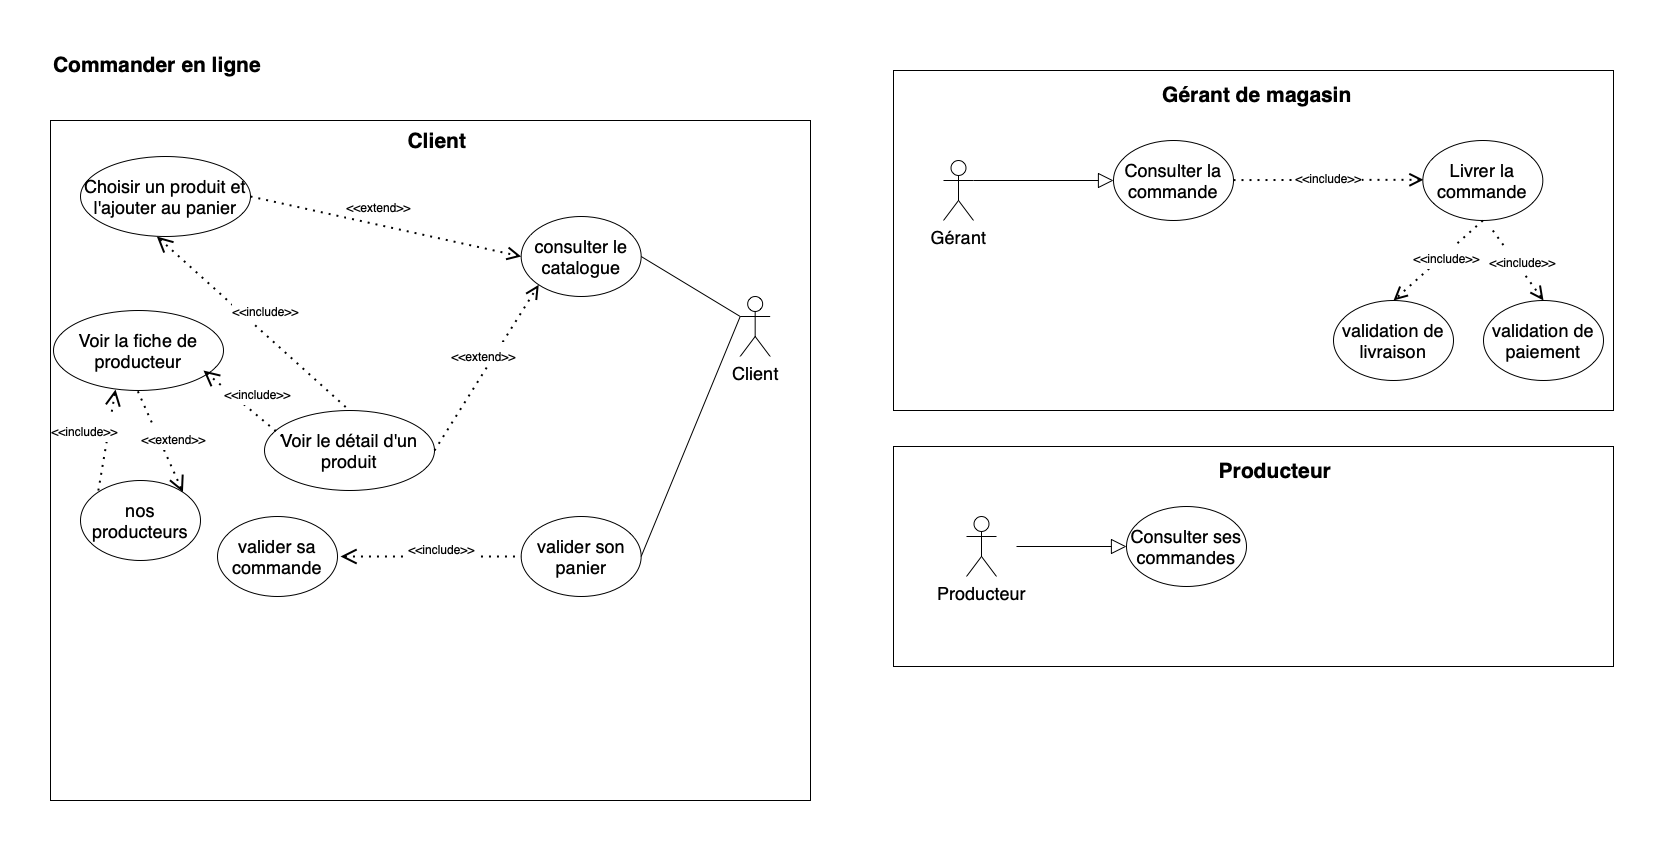 Commander en ligne
Client
Choisir un produit et
l'ajouter au panier
<<extend>>
consulter le
catalogue
<<include>>
Voir la fiche de
producteur
<<extend>>
Client
<<include>>
<<include>>
<<extend>>
Voir le détail d'un
produit
nos
producteurs
valider sa
commande
<<include>>
valider son
panier
Gérant de magasin
Gérant
Consulter la
commande
<<include>>
Livrer la
commande
<<include>>
<<include>>
validation de
livraison
validation de
paiement
Producteur
Producteur
Consulter ses
commandes